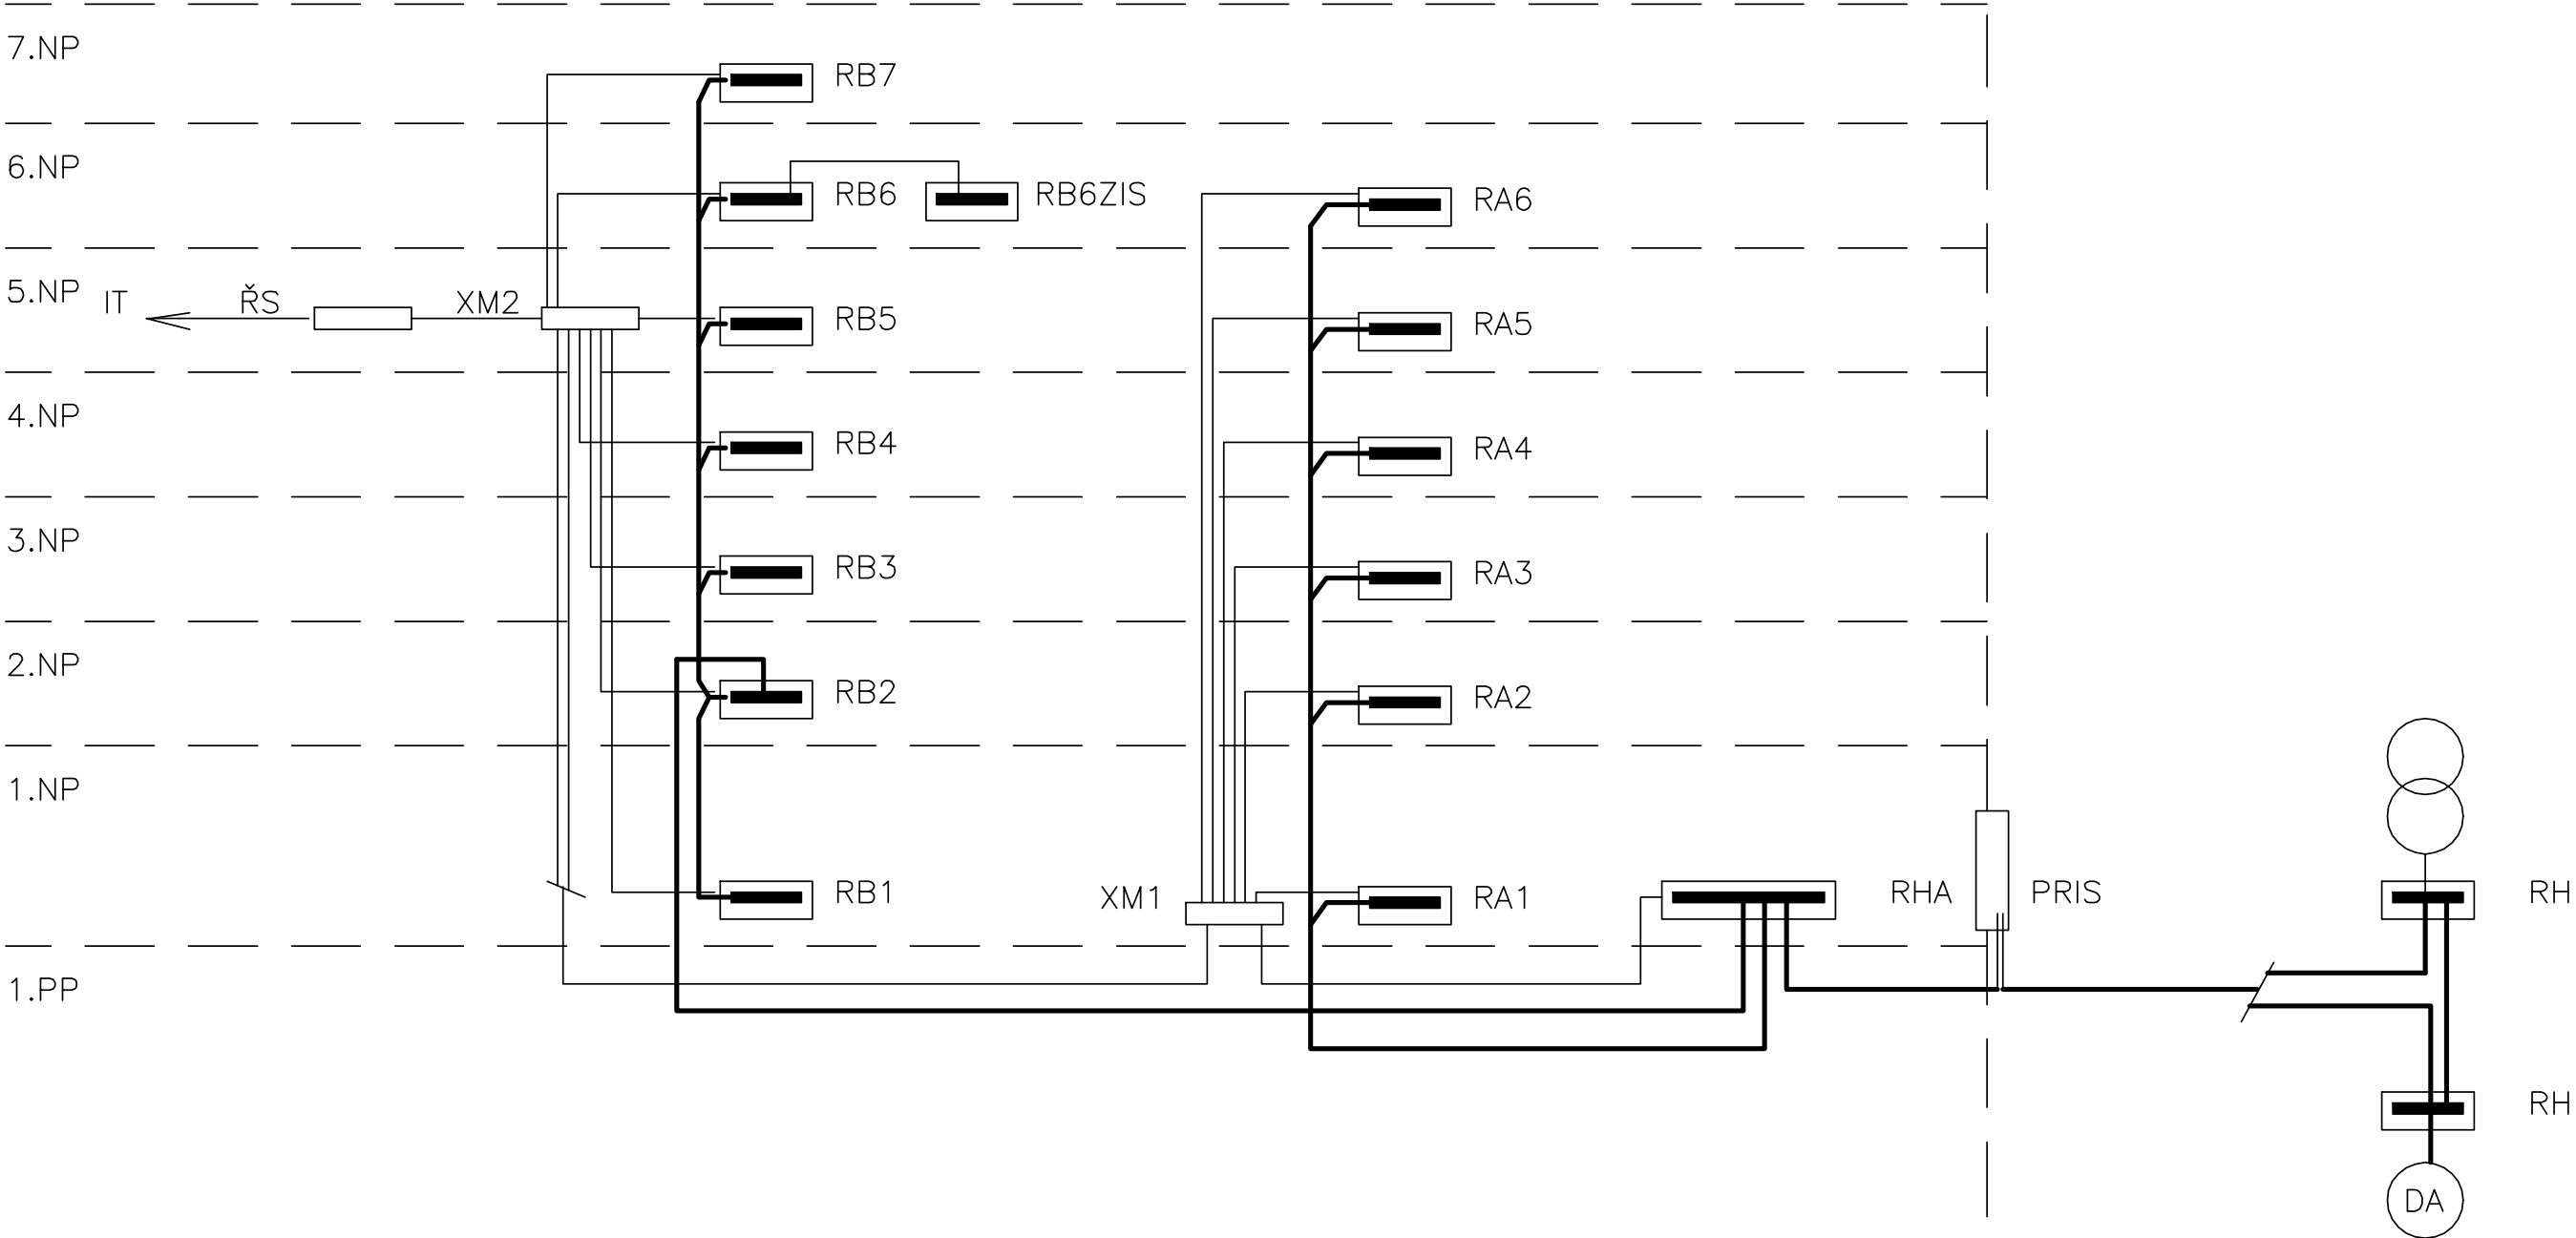 7.NP
RB7
6.NP
RB6
RB6ZIS
RA6
5.NP
IT
ŘS
XM2
RB5
RA5
4.NP
RB4
RA4
3.NP
RB3
RA3
2.NP
RB2
RA2
1.NP
RB1
XM1
RA1
RHA
PRIS
RH
1.PP
RH
DA